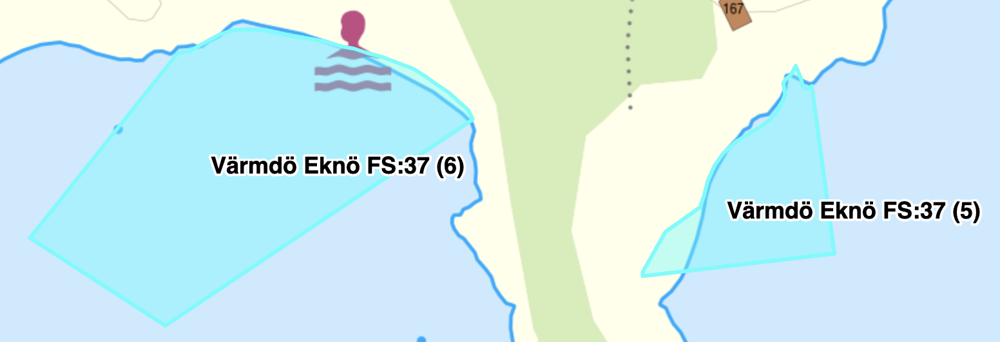 167
Värmdö Eknö FS:37 (6)
Värmdö Eknö FS:37 (5)